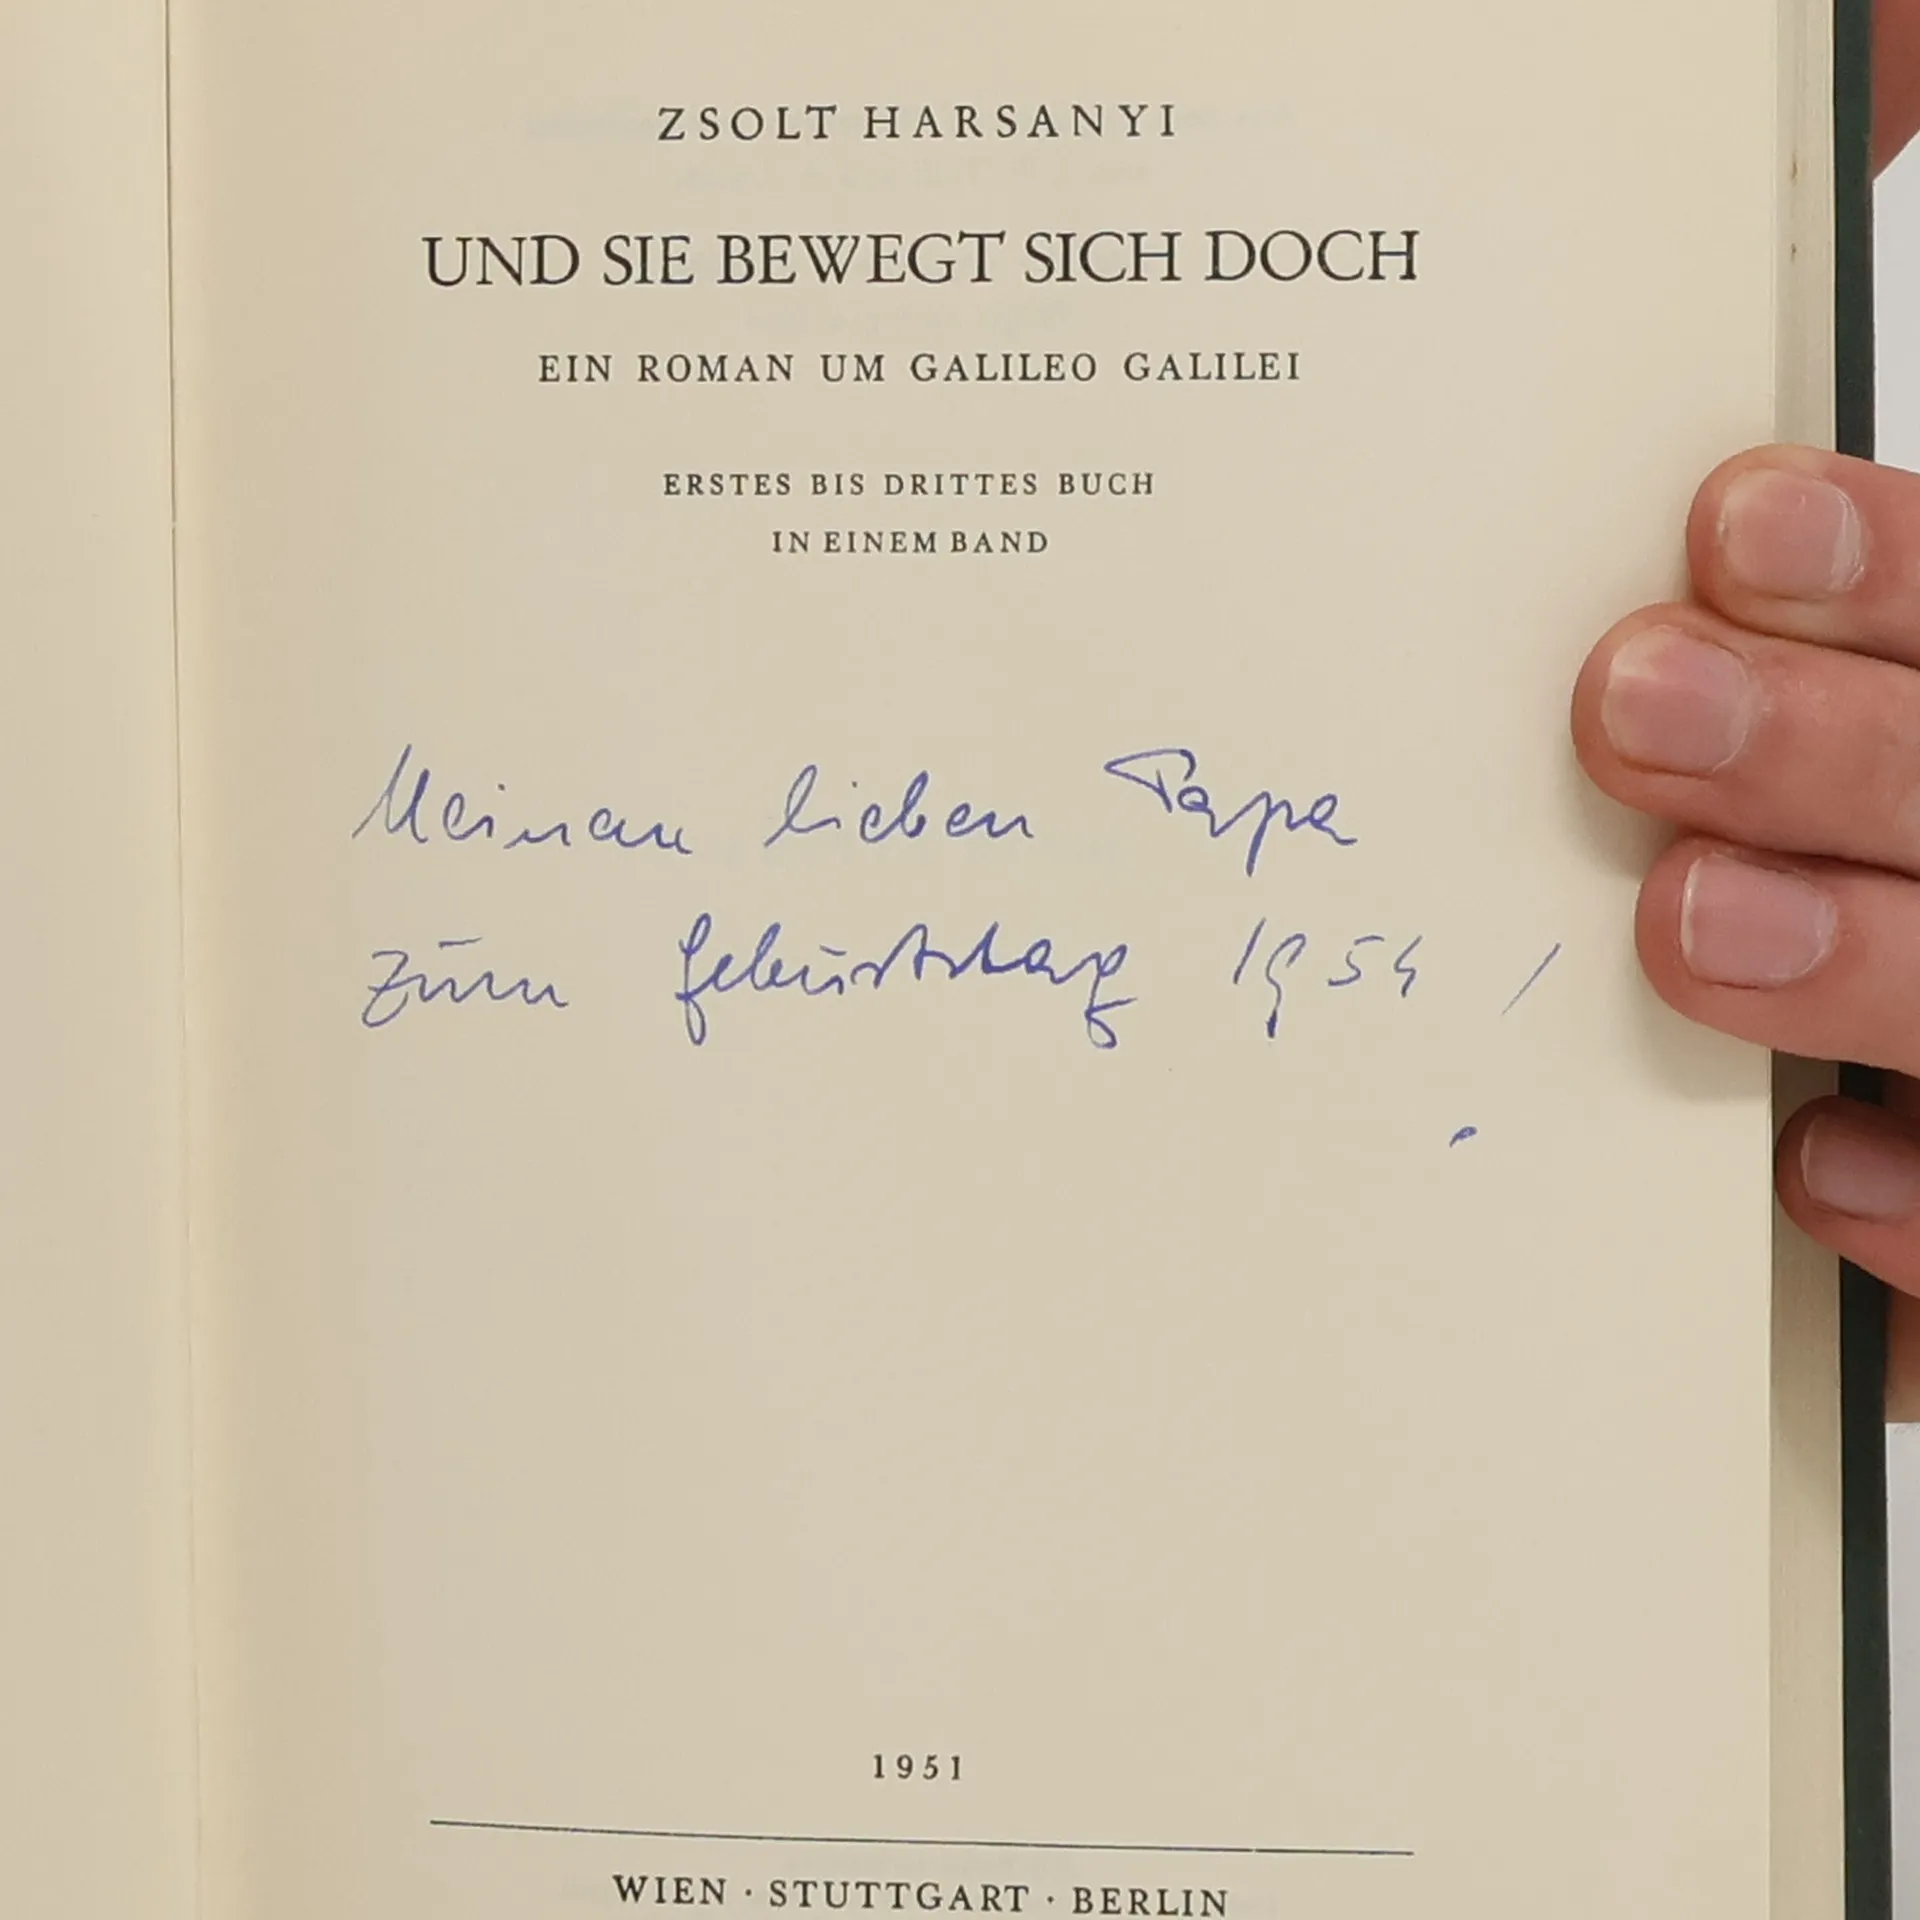 ZSOLT HARSANYI
UND SIE BEWEGT SICH DOCH
EIN ROMAN UM GALILEO GALILEI
ERSTES BIS DRITTES BUCH
IN EINEM BAND
Meinem lieben Papa
zum Geburtstag 1954 !
1951
WIEN · STUTTGART · BERLIN